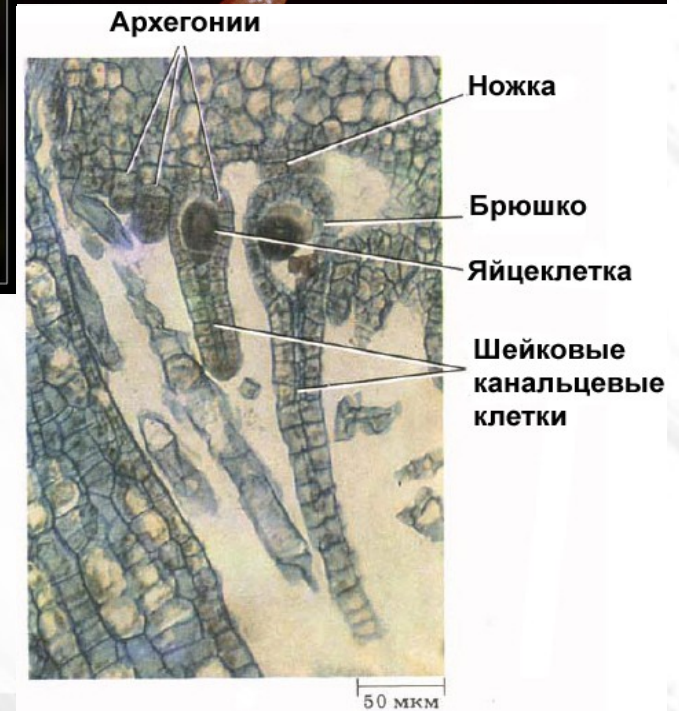 Архегонии
Ножка
Брюшко
Яйцеклетка
Шейковые
канальцевые
клетки
50 мкм